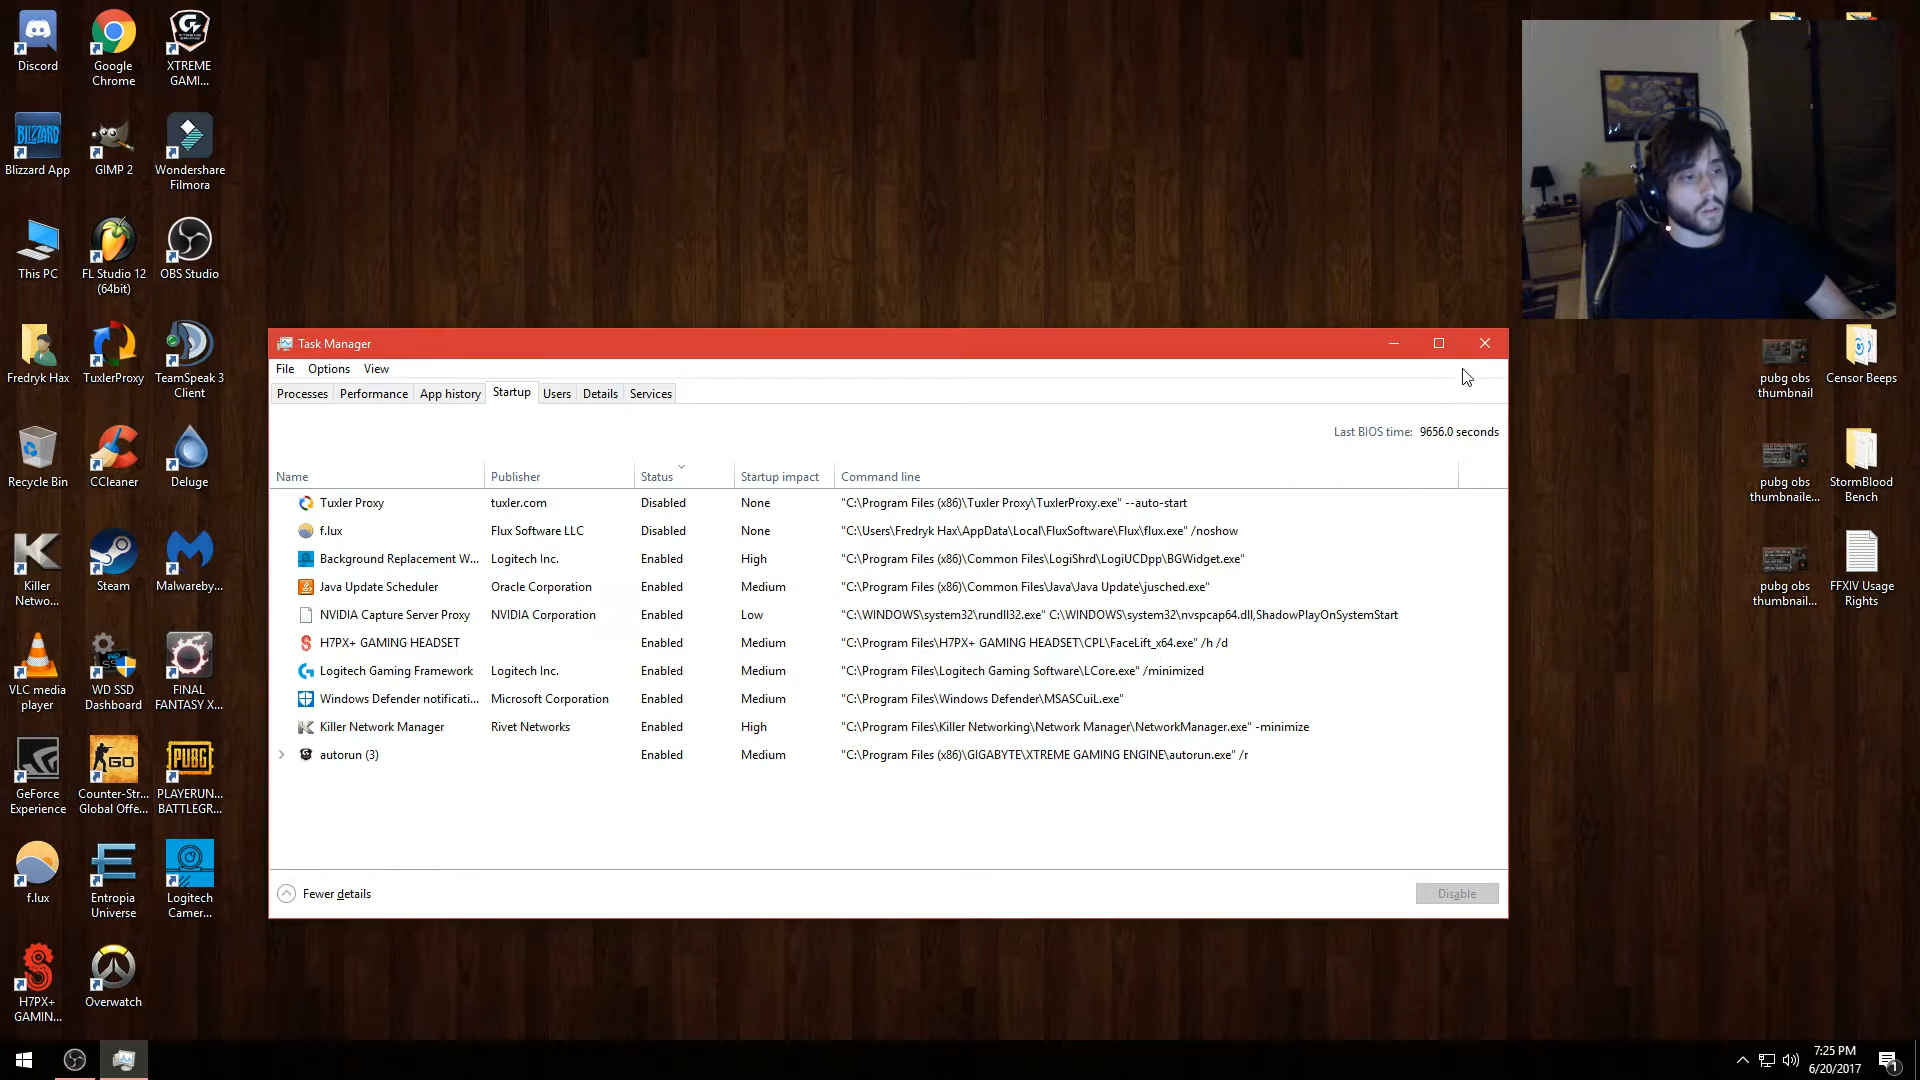 Discord
Google
Chrome
XTREME
GAMI...
Blizzard App
GIMP 2
Wondershare
Filmora
This PC
FL Studio 12
(64bit)
OBS Studio
Fredryk Hax
TuxlerProxy
TeamSpeak 3
Client
Recycle Bin
CCleaner
Deluge
Killer
Netwo...
Steam
Malwareby...
VLC media
player
WD SSD
Dashboard
FINAL
FANTASY X...
GeForce
Experience
Counter-Str...
Global Offe...
PLAYERUN...
BATTLEGR...
f.lux
Entropia
Universe
Logitech
Camer...
H7PX+
GAMIN...
Overwatch
BLIZZARD
GO
PUBG
Task Manager
File Options View
Processes Performance App history Startup Users Details Services
Last BIOS time: 9656.0 seconds
Name Publisher Status Startup impact Command line
Tuxler Proxy tuxler.com Disabled None "C:\Program Files (x86)\Tuxler Proxy\TuxlerProxy.exe" --auto-start
f.lux Flux Software LLC Disabled None "C:\Users\Fredryk Hax\AppData\Local\FluxSoftware\Flux\flux.exe" /noshow
Background Replacement W... Logitech Inc. Enabled High "C:\Program Files (x86)\Common Files\LogiShrd\LogiUCDpp\BGWidget.exe"
Java Update Scheduler Oracle Corporation Enabled Medium "C:\Program Files (x86)\Common Files\Java\Java Update\jusched.exe"
NVIDIA Capture Server Proxy NVIDIA Corporation Enabled Low "C:\WINDOWS\system32\rundll32.exe" C:\WINDOWS\system32\nvspcap64.dll,ShadowPlayOnSystemStart
H7PX+ GAMING HEADSET Enabled Medium "C:\Program Files\H7PX+ GAMING HEADSET\CPL\FaceLift_x64.exe" /h /d
Logitech Gaming Framework Logitech Inc. Enabled Medium "C:\Program Files\Logitech Gaming Software\LCore.exe" /minimized
Windows Defender notificati... Microsoft Corporation Enabled Medium "C:\Program Files\Windows Defender\MSASCuiL.exe"
Killer Network Manager Rivet Networks Enabled High "C:\Program Files\Killer Networking\Network Manager\NetworkManager.exe" -minimize
autorun (3) Enabled Medium "C:\Program Files (x86)\GIGABYTE\XTREME GAMING ENGINE\autorun.exe" /r
Fewer details
Disable
pubg obs
thumbnail
Censor Beeps
pubg obs
thumbnaile...
StormBlood
Bench
pubg obs
thumbnail...
FFXIV Usage
Rights
7:25 PM
6/20/2017
1